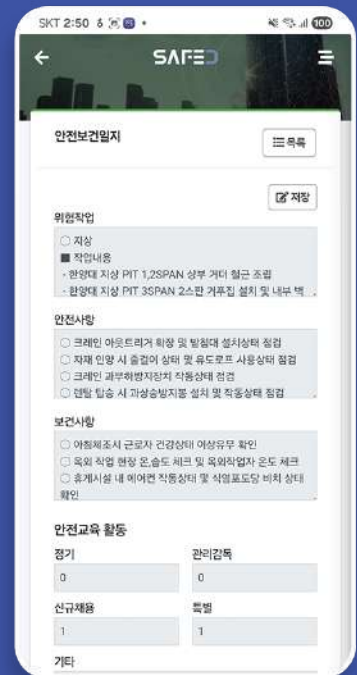 SKT 2:50
100
SAFED
안전보건일지
목록
저장
위험작업
○ 지상
■ 작업내용
- 한양대 지상 PIT 1,2SPAN 상부 거더 철근 조립
- 한양대 지상 PIT 3SPAN 2스판 거푸집 설치 및 내부 벽
안전사항
○ 크레인 아웃트리거 확장 및 받침대 설치상태 점검
○ 자재 인양 시 줄걸이 상태 및 유도로프 사용상태 점검
○ 크레인 과부하방지장치 작동상태 점검
○ 렌탈 탑승 시 과상승방지봉 설치 및 작동상태 점검
보건사항
○ 아침체조시 근로자 건강상태 이상유무 확인
○ 옥외 작업 현장 온,습도 체크 및 옥외작업자 온도 체크
○ 휴게시설 내 에어컨 작동상태 및 식염포도당 비치 상태
확인
안전교육 활동
정기 관리감독
0 0
신규채용 특별
1 1
기타